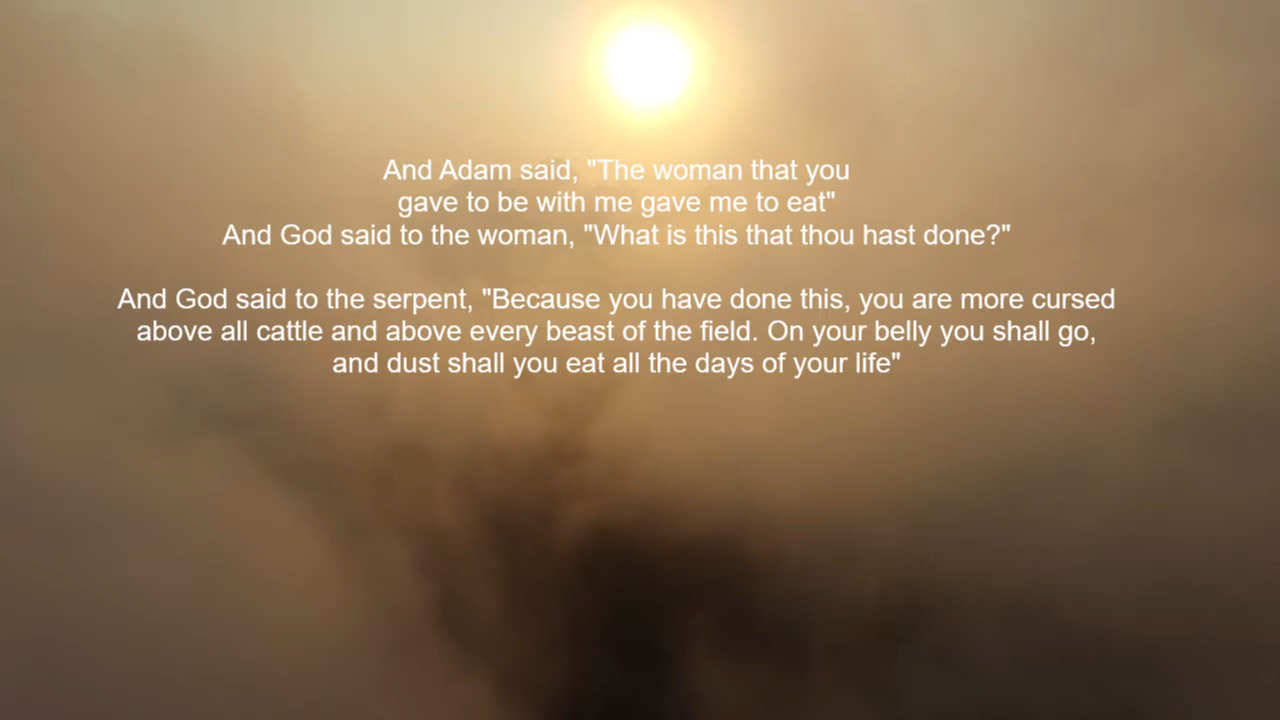 And Adam said, "The woman that you
gave to be with me gave me to eat"
And God said to the woman, "What is this that thou hast done?"
And God said to the serpent, "Because you have done this, you are more cursed
above all cattle and above every beast of the field. On your belly you shall go,
and dust shall you eat all the days of your life"